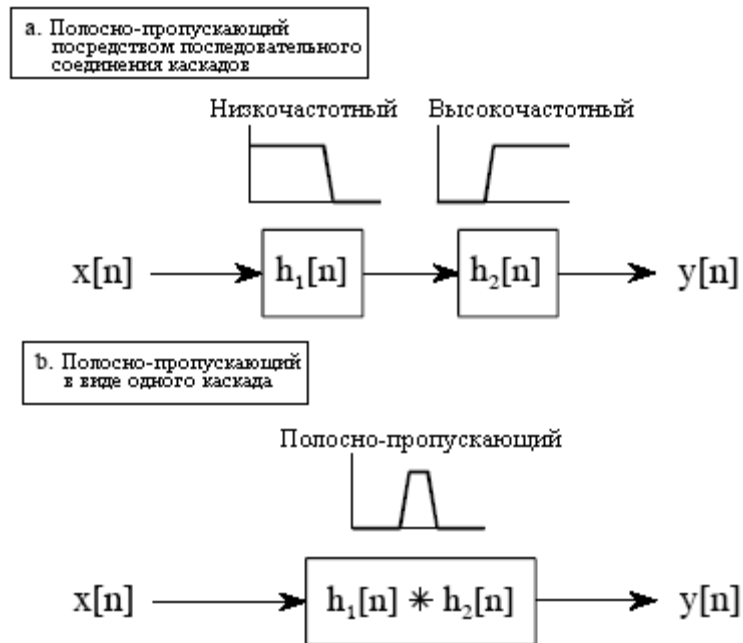 a. Полосно-пропускающий
посредством последовательного
соединения каскадов
Низкочастотный Высокочастотный
x[n] h₁[n] h₂[n] y[n]
b. Полосно-пропускающий
в виде одного каскада
Полосно-пропускающий
x[n] h₁[n] * h₂[n] y[n]